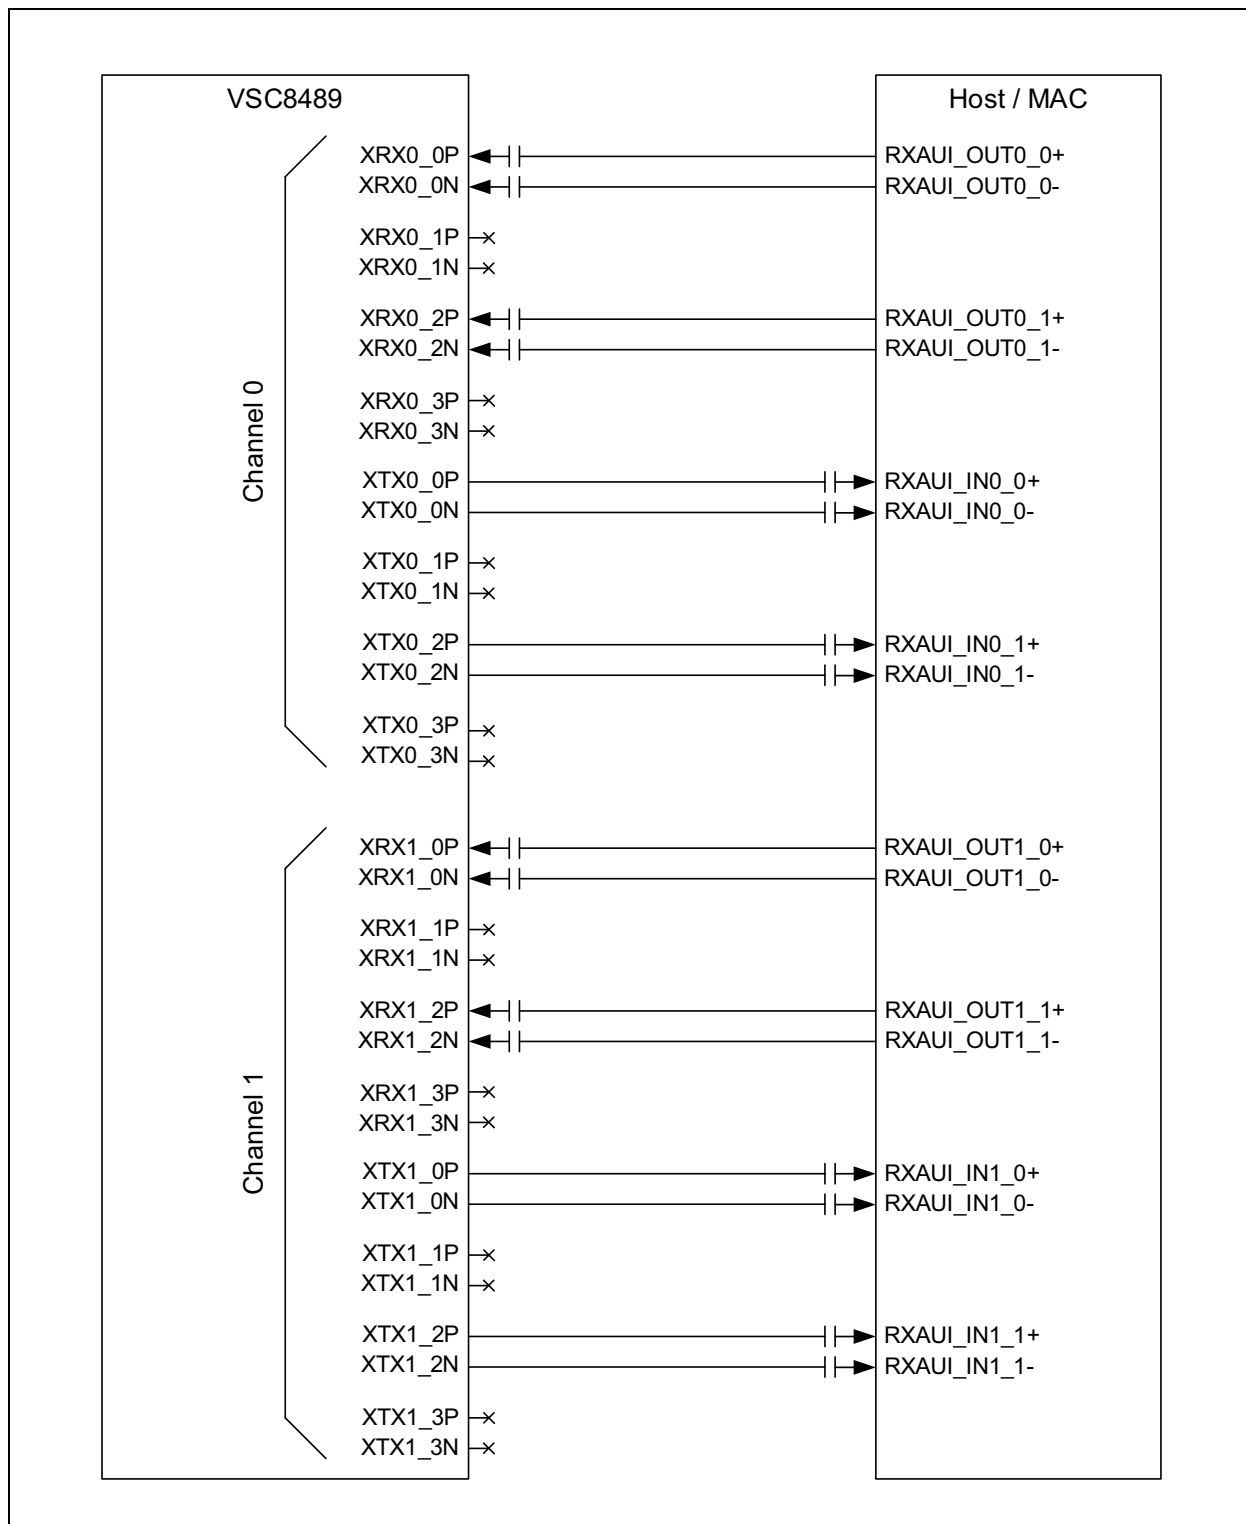 VSC8489
Host / MAC
XRX0_0P
RXAUI_OUT0_0+
XRX0_0N
RXAUI_OUT0_0-
XRX0_1P
XRX0_1N
XRX0_2P
RXAUI_OUT0_1+
XRX0_2N
RXAUI_OUT0_1-
XRX0_3P
XRX0_3N
Channel 0
XTX0_0P
RXAUI_IN0_0+
XTX0_0N
RXAUI_IN0_0-
XTX0_1P
XTX0_1N
XTX0_2P
RXAUI_IN0_1+
XTX0_2N
RXAUI_IN0_1-
XTX0_3P
XTX0_3N
XRX1_0P
RXAUI_OUT1_0+
XRX1_0N
RXAUI_OUT1_0-
XRX1_1P
XRX1_1N
XRX1_2P
RXAUI_OUT1_1+
XRX1_2N
RXAUI_OUT1_1-
XRX1_3P
XRX1_3N
Channel 1
XTX1_0P
RXAUI_IN1_0+
XTX1_0N
RXAUI_IN1_0-
XTX1_1P
XTX1_1N
XTX1_2P
RXAUI_IN1_1+
XTX1_2N
RXAUI_IN1_1-
XTX1_3P
XTX1_3N